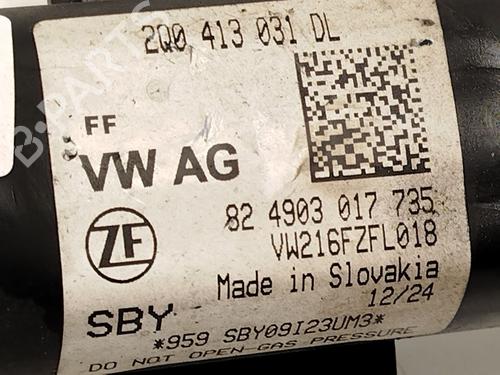 2Q0 413 031 DL
FF
VW AG
ZF
82 4903 017 735
VW216FZFL018
Made in Slovakia
12/24
SBY
*959 SBY09I23UM3*
DO NOT OPEN-GAS PRESSURE
B-PARTS